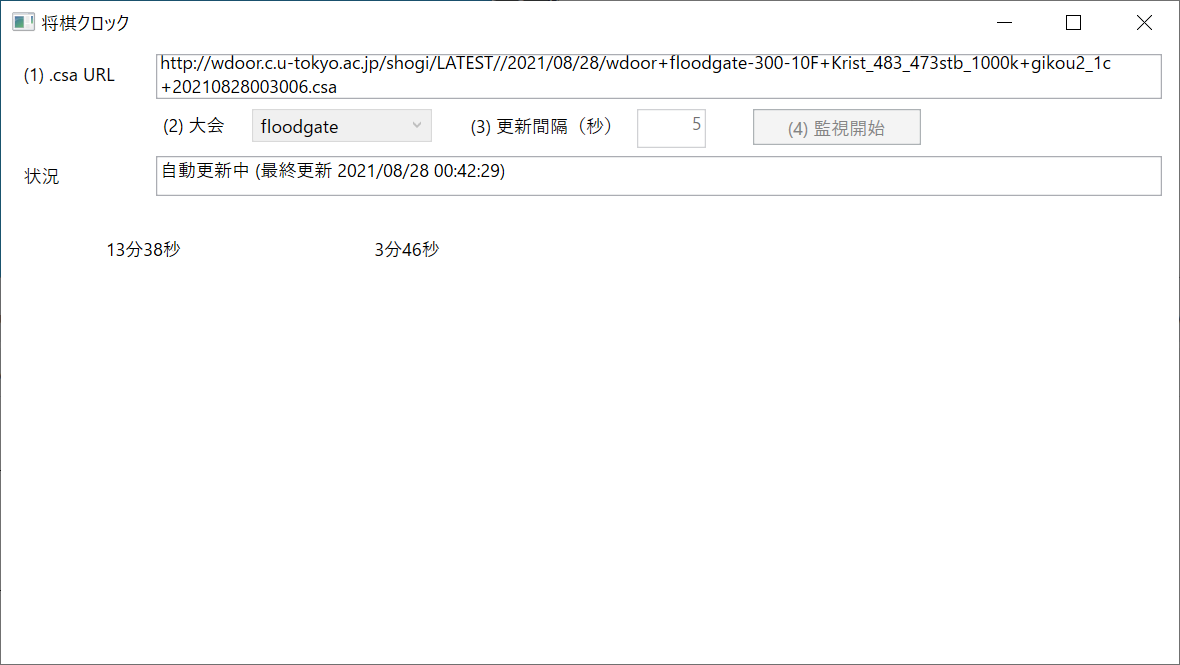 将棋クロック
(1) .csa URL
http://wdoor.c.u-tokyo.ac.jp/shogi/LATEST//2021/08/28/wdoor+floodgate-300-10F+Krist_483_473stb_1000k+gikou2_1c
+20210828003006.csa
(2) 大会 floodgate (3) 更新間隔（秒） 5 (4) 監視開始
状況 自動更新中 (最終更新 2021/08/28 00:42:29)
13分38秒 3分46秒